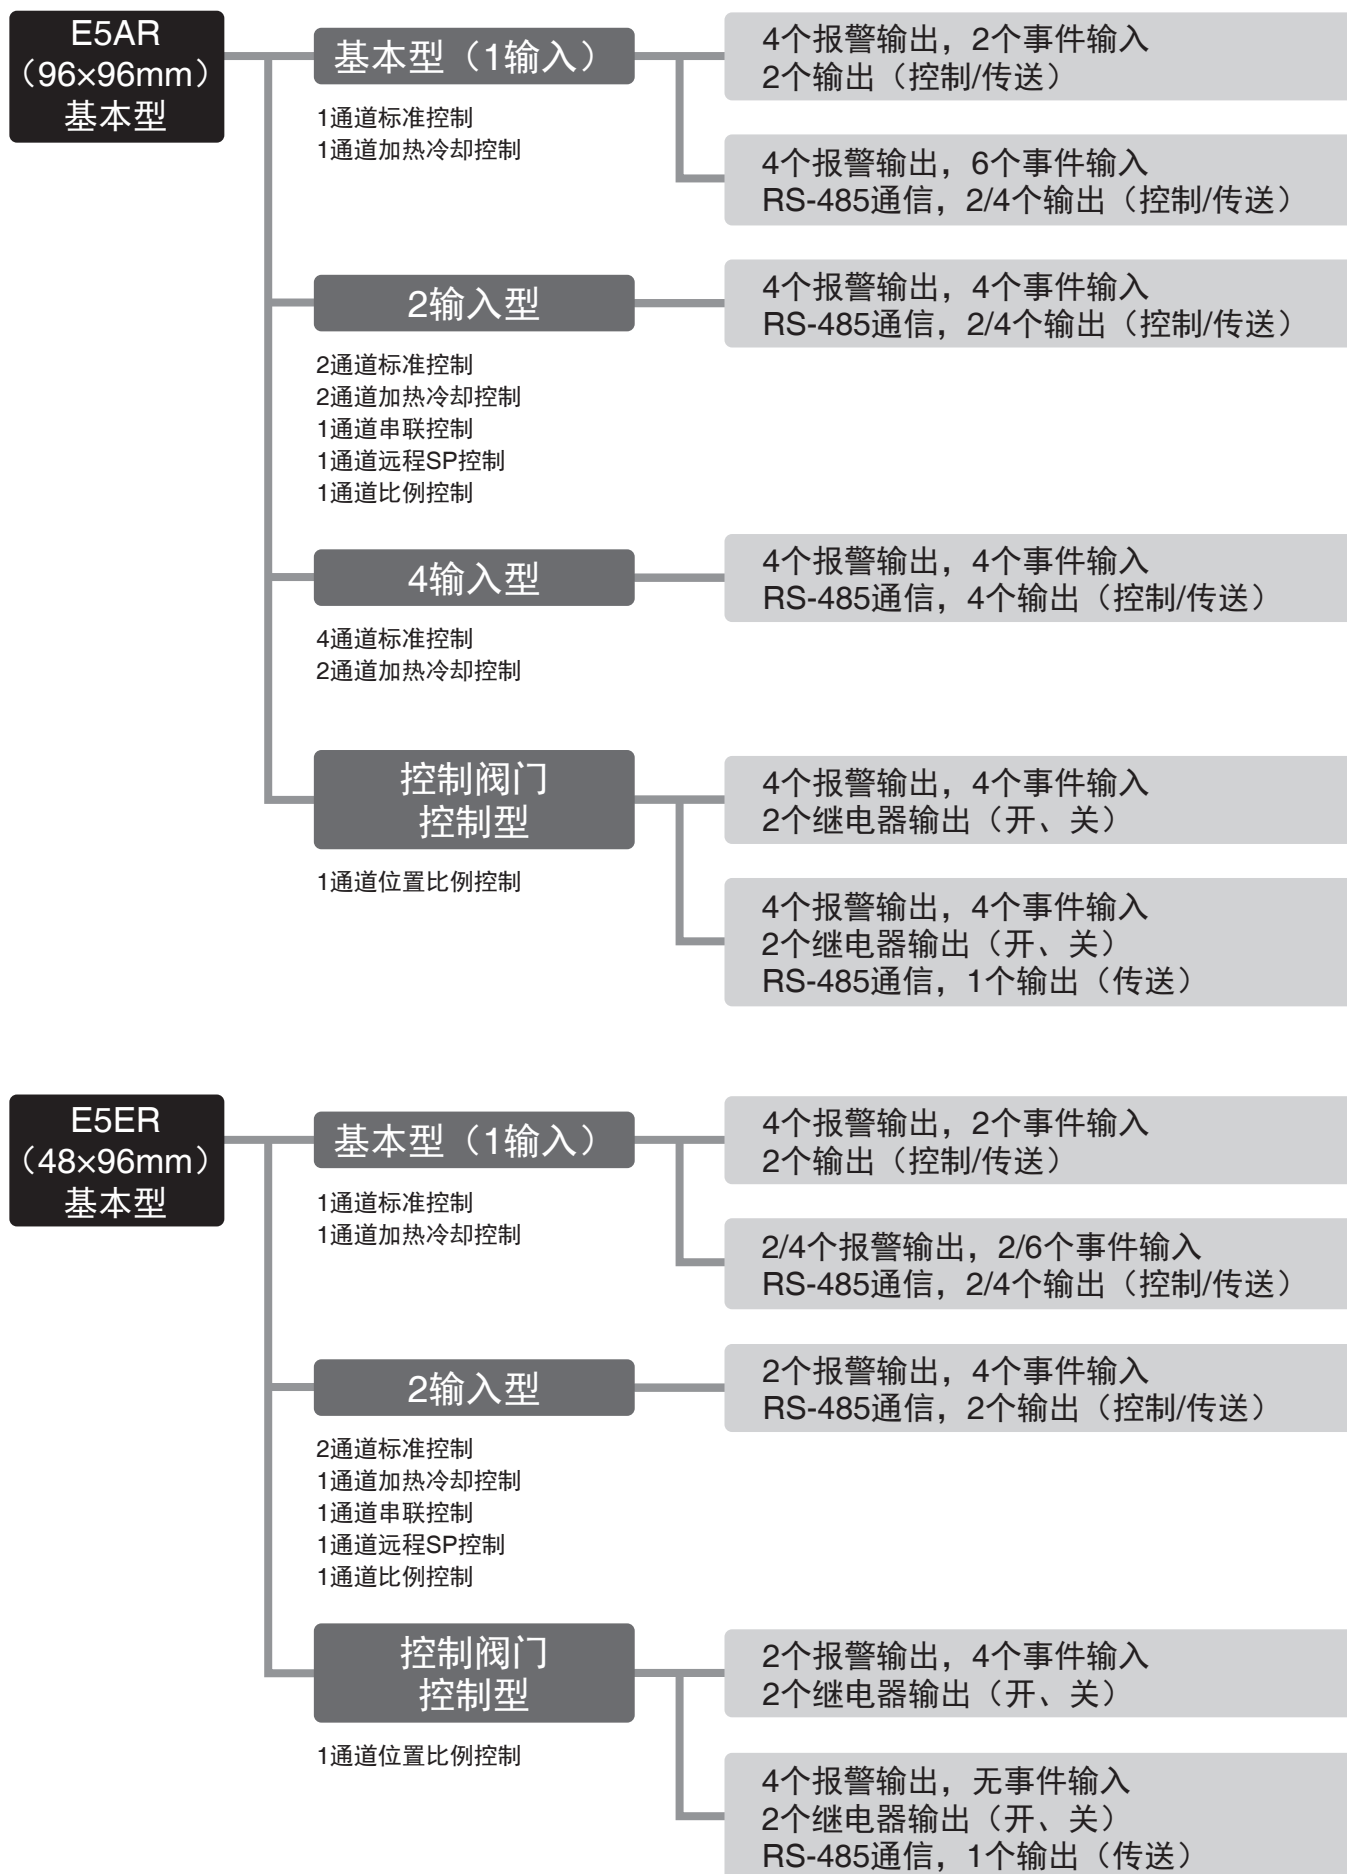 E5AR
（96×96mm）
基本型
基本型（1输入）
1通道标准控制
1通道加热冷却控制
4个报警输出，2个事件输入
2个输出（控制/传送）
4个报警输出，6个事件输入
RS-485通信，2/4个输出（控制/传送）
2输入型
2通道标准控制
2通道加热冷却控制
1通道串联控制
1通道远程SP控制
1通道比例控制
4个报警输出，4个事件输入
RS-485通信，2/4个输出（控制/传送）
4输入型
4通道标准控制
2通道加热冷却控制
4个报警输出，4个事件输入
RS-485通信，4个输出（控制/传送）
控制阀门
控制型
1通道位置比例控制
4个报警输出，4个事件输入
2个继电器输出（开、关）
4个报警输出，4个事件输入
2个继电器输出（开、关）
RS-485通信，1个输出（传送）
E5ER
（48×96mm）
基本型
基本型（1输入）
1通道标准控制
1通道加热冷却控制
4个报警输出，2个事件输入
2个输出（控制/传送）
2/4个报警输出，2/6个事件输入
RS-485通信，2/4个输出（控制/传送）
2输入型
2通道标准控制
1通道加热冷却控制
1通道串联控制
1通道远程SP控制
1通道比例控制
2个报警输出，4个事件输入
RS-485通信，2个输出（控制/传送）
控制阀门
控制型
1通道位置比例控制
2个报警输出，4个事件输入
2个继电器输出（开、关）
4个报警输出，无事件输入
2个继电器输出（开、关）
RS-485通信，1个输出（传送）